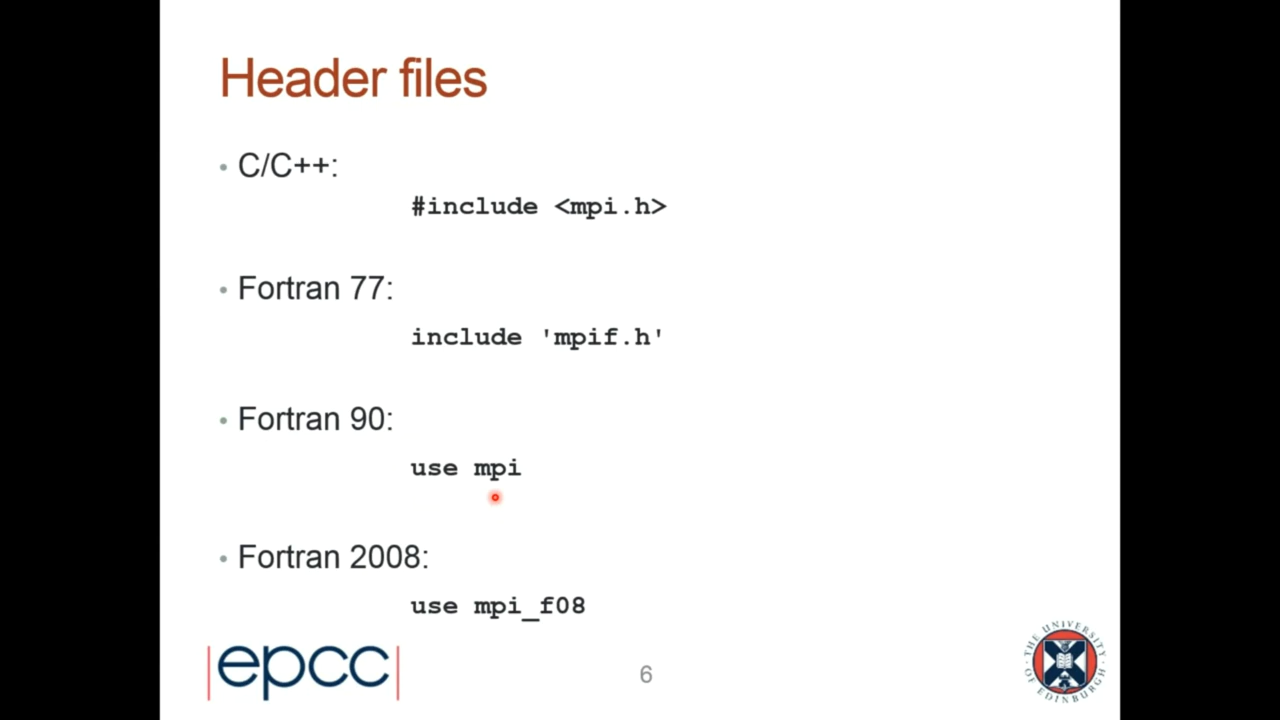 Header files
• C/C++:
#include <mpi.h>
• Fortran 77:
include 'mpif.h'
• Fortran 90:
use mpi
• Fortran 2008:
use mpi_f08
epcc
6
THE UNIVERSITY OF EDINBURGH